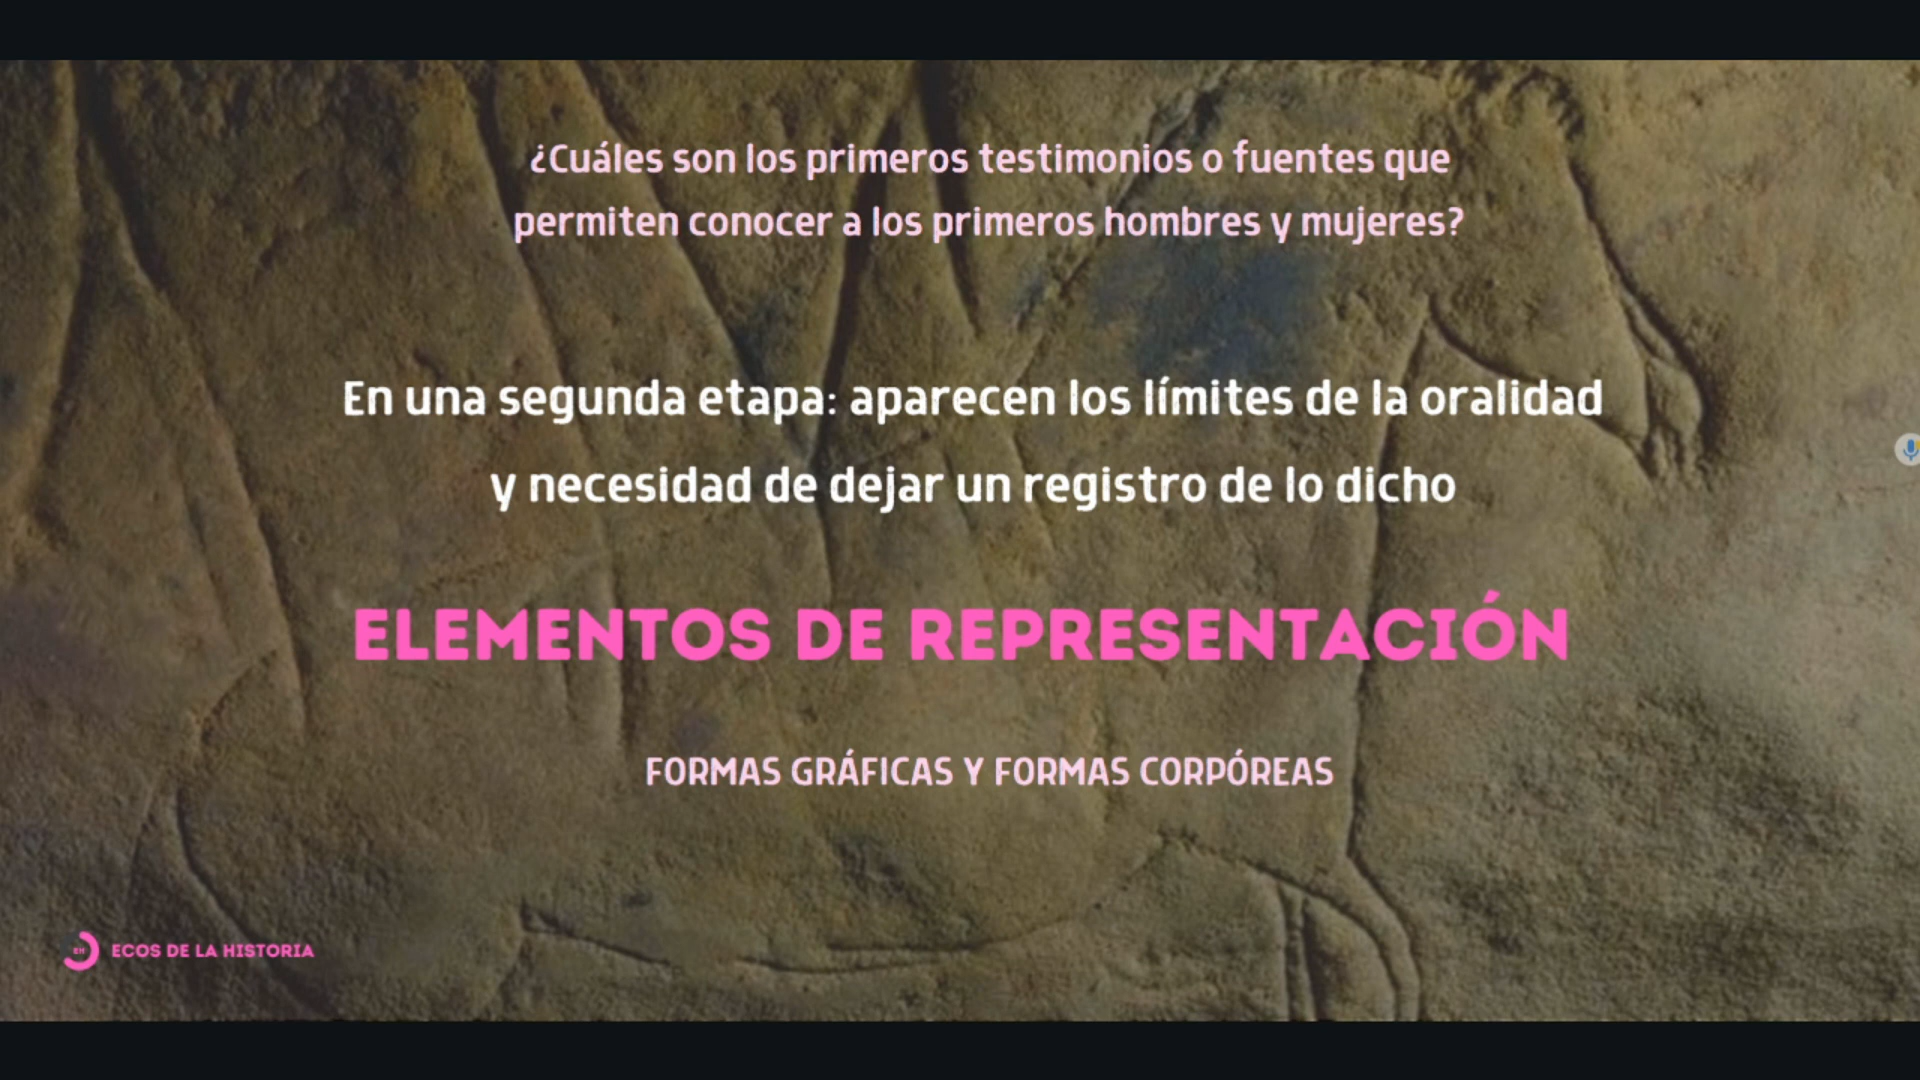 ¿Cuáles son los primeros testimonios o fuentes que
permiten conocer a los primeros hombres y mujeres?
En una segunda etapa: aparecen los límites de la oralidad
y necesidad de dejar un registro de lo dicho
ELEMENTOS DE REPRESENTACIÓN
FORMAS GRÁFICAS Y FORMAS CORPÓREAS
EH ECOS DE LA HISTORIA